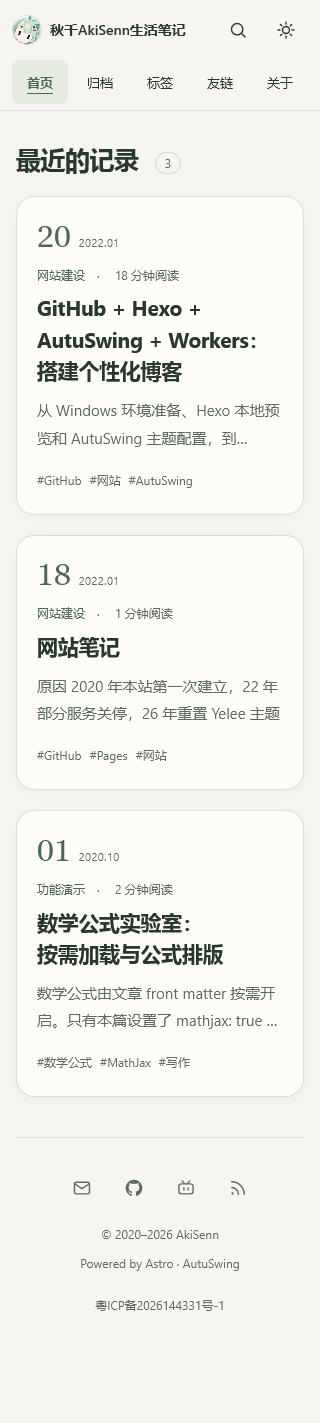 秋千AkiSenn生活笔记
首页 归档 标签 友链 关于
最近的记录 3
20 2022.01
网站建设 · 18 分钟阅读
GitHub + Hexo +
AutoSwing + Workers：
搭建个性化博客
从 Windows 环境准备、Hexo 本地预
览和 AutoSwing 主题配置，到…
#GitHub #网站 #AutoSwing
18 2022.01
网站建设 · 1 分钟阅读
网站笔记
原因 2020 年本站第一次建立，22 年
部分服务关停，26 年重置 Yelee 主题
#GitHub #Pages #网站
01 2020.10
功能演示 · 2 分钟阅读
数学公式实验室：
按需加载与公式排版
数学公式由文章 front matter 按需开
启。只有本篇设置了 mathjax: true ...
#数学公式 #MathJax #写作
© 2020–2026 AkiSenn
Powered by Astro · AutuSwing
粤ICP备2026144331号-1